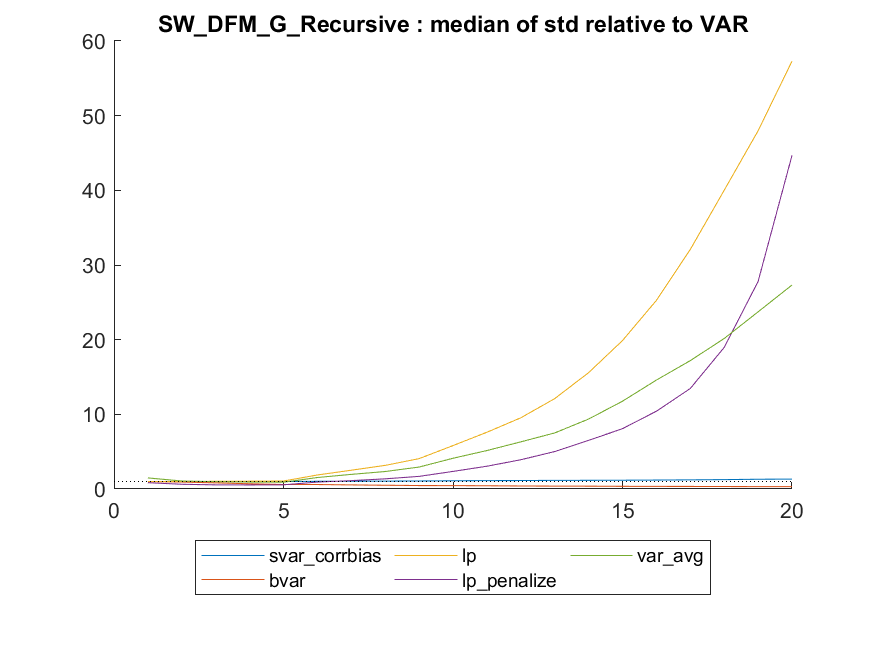 SW_DFM_G_Recursive : median of std relative to VAR
60
50
40
30
20
10
0
0 5 10 15 20
svar_corrbias lp var_avg
bvar lp_penalize